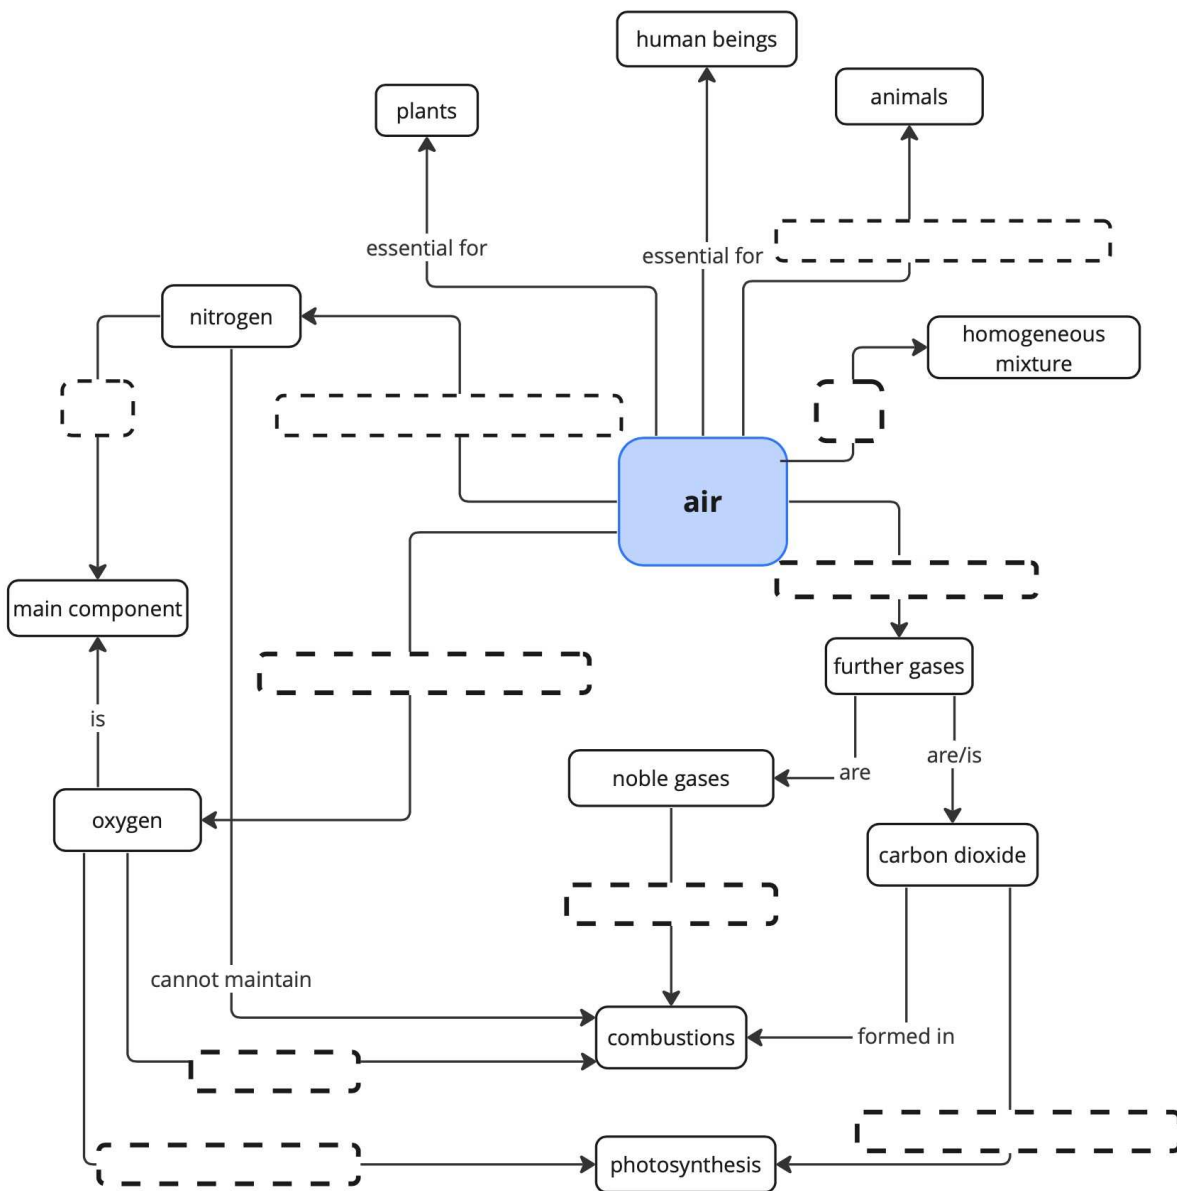 human beings
animals
plants
essential for
essential for
nitrogen
homogeneous
mixture
air
main component
further gases
is
are/is
are
noble gases
oxygen
carbon dioxide
cannot maintain
combustions
formed in
photosynthesis